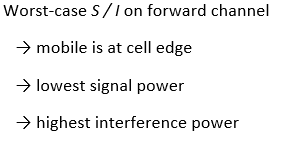 Worst-case S / I on forward channel
→ mobile is at cell edge
→ lowest signal power
→ highest interference power